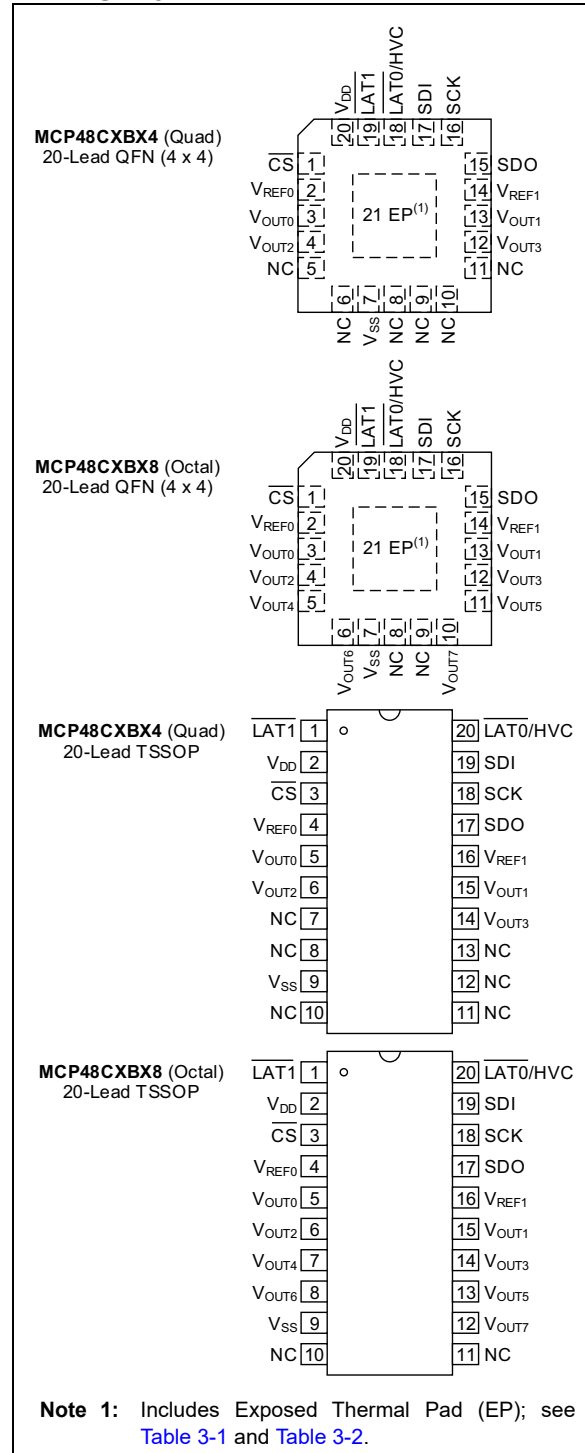 VDD
LAT1
LAT0/HVC
SDI
SCK
20
19
18
17
16
MCP48CXBX4 (Quad)
20-Lead QFN (4 x 4)
CS 1
VREF0 2
VOUT0 3
VOUT2 4
NC 5
21 EP(1)
15 SDO
14 VREF1
13 VOUT1
12 VOUT3
11 NC
6
7
8
9
10
NC
VSS
NC
NC
NC
VDD
LAT1
LAT0/HVC
SDI
SCK
20
19
18
17
16
MCP48CXBX8 (Octal)
20-Lead QFN (4 x 4)
CS 1
VREF0 2
VOUT0 3
VOUT2 4
VOUT4 5
21 EP(1)
15 SDO
14 VREF1
13 VOUT1
12 VOUT3
11 VOUT5
6
7
8
9
10
VOUT6
VSS
NC
NC
VOUT7
MCP48CXBX4 (Quad)
20-Lead TSSOP
LAT1 1 20 LAT0/HVC
VDD 2 19 SDI
CS 3 18 SCK
VREF0 4 17 SDO
VOUT0 5 16 VREF1
VOUT2 6 15 VOUT1
NC 7 14 VOUT3
NC 8 13 NC
VSS 9 12 NC
NC 10 11 NC
MCP48CXBX8 (Octal)
20-Lead TSSOP
LAT1 1 20 LAT0/HVC
VDD 2 19 SDI
CS 3 18 SCK
VREF0 4 17 SDO
VOUT0 5 16 VREF1
VOUT2 6 15 VOUT1
VOUT4 7 14 VOUT3
VOUT6 8 13 VOUT5
VSS 9 12 VOUT7
NC 10 11 NC
Note 1: Includes Exposed Thermal Pad (EP); see
Table 3-1 and Table 3-2.